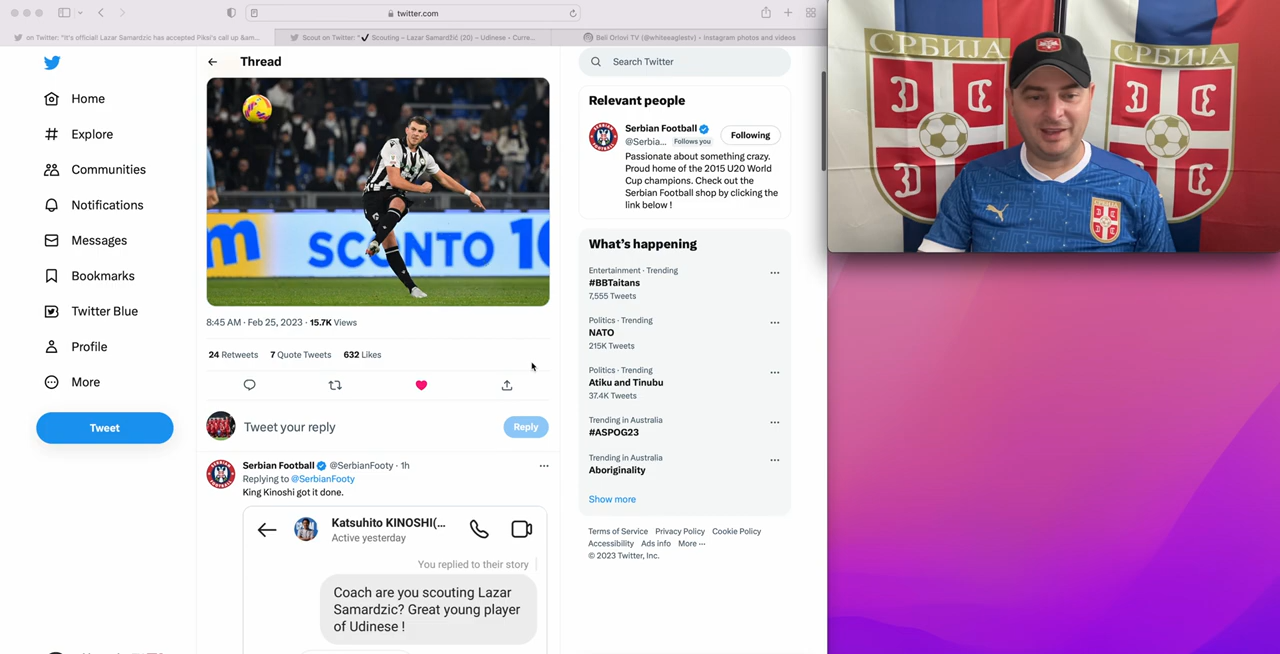 twitter.com
on Twitter: "It's official! Lazar Samardzic has accepted Piksi's call up &am...
Scout on Twitter: "✔ Scouting – Lazar Samardžić (20) – Udinese - Curre...
Beli Orlovi TV (@whiteeaglestv) • Instagram photos and videos
Home
Explore
Communities
Notifications
Messages
Bookmarks
Twitter Blue
Profile
More
Tweet
Thread
SCONTO 10
8:45 AM · Feb 25, 2023 · 15.7K Views
24 Retweets 7 Quote Tweets 632 Likes
Tweet your reply
Reply
Serbian Football @SerbianFooty · 1h
Replying to @SerbianFooty
King Kinoshi got it done.
Katsuhito KINOSHI(...
Active yesterday
You replied to their story
Coach are you scouting Lazar
Samardzic? Great young player
of Udinese !
Search Twitter
Relevant people
Serbian Football
@Serbia... Follows you
Following
Passionate about something crazy.
Proud home of the 2015 U20 World
Cup champions. Check out the
Serbian Football shop by clicking the
link below !
What's happening
Entertainment · Trending
#BBTaitans
7,555 Tweets
Politics · Trending
NATO
215K Tweets
Politics · Trending
Atiku and Tinubu
37.4K Tweets
Trending in Australia
#ASPOG23
Trending in Australia
Aboriginality
Show more
Terms of Service Privacy Policy Cookie Policy
Accessibility Ads info More ···
© 2023 Twitter, Inc.
СРБИЈА
СРБИЈА
СРБИЈА